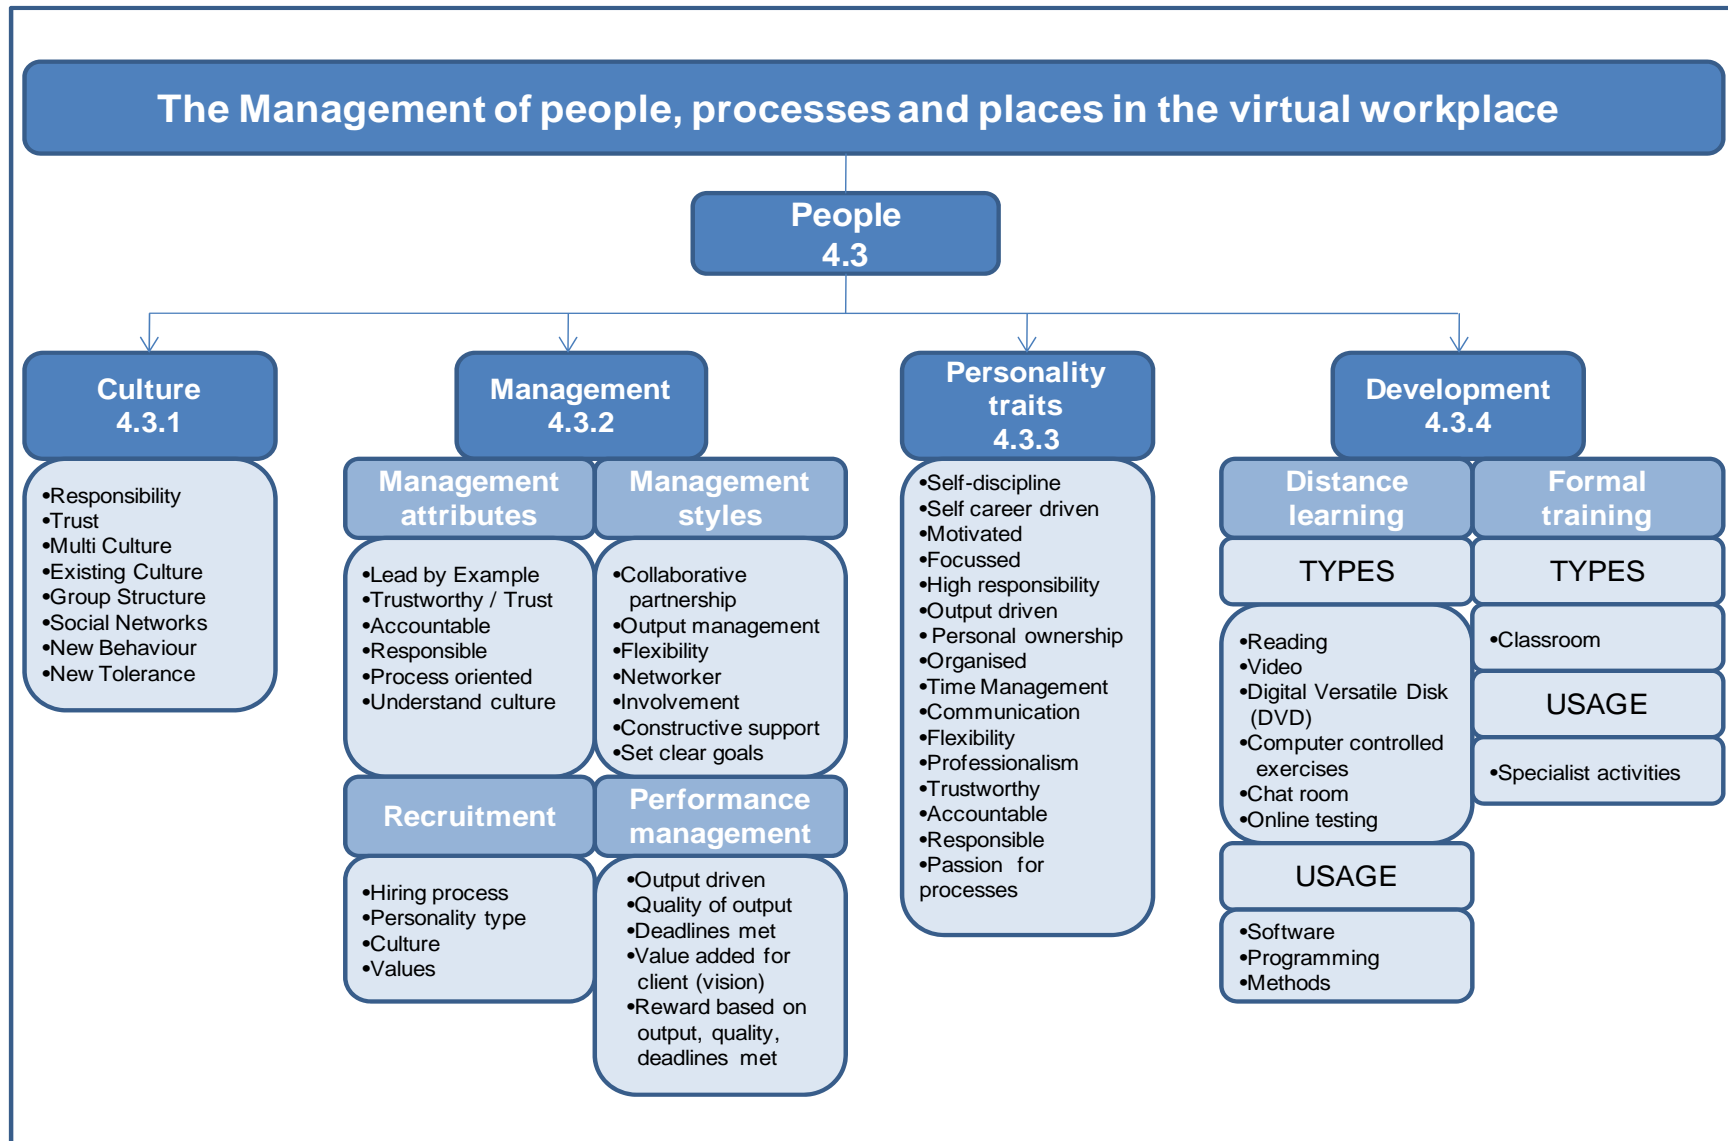 The Management of people, processes and places in the virtual workplace
People
4.3
Culture
4.3.1
•Responsibility
•Trust
•Multi Culture
•Existing Culture
•Group Structure
•Social Networks
•New Behaviour
•New Tolerance
Management
4.3.2
Management
attributes
•Lead by Example
•Trustworthy / Trust
•Accountable
•Responsible
•Process oriented
•Understand culture
Management
styles
•Collaborative
partnership
•Output management
•Flexibility
•Networker
•Involvement
•Constructive support
•Set clear goals
Recruitment
•Hiring process
•Personality type
•Culture
•Values
Performance
management
•Output driven
•Quality of output
•Deadlines met
•Value added for
client (vision)
•Reward based on
output, quality,
deadlines met
Personality
traits
4.3.3
•Self-discipline
•Self career driven
•Motivated
•Focussed
•High responsibility
•Output driven
• Personal ownership
•Organised
•Time Management
•Communication
•Flexibility
•Professionalism
•Trustworthy
•Accountable
•Responsible
•Passion for
processes
Development
4.3.4
Distance
learning
TYPES
•Reading
•Video
•Digital Versatile Disk
(DVD)
•Computer controlled
exercises
•Chat room
•Online testing
USAGE
•Software
•Programming
•Methods
Formal
training
TYPES
•Classroom
USAGE
•Specialist activities